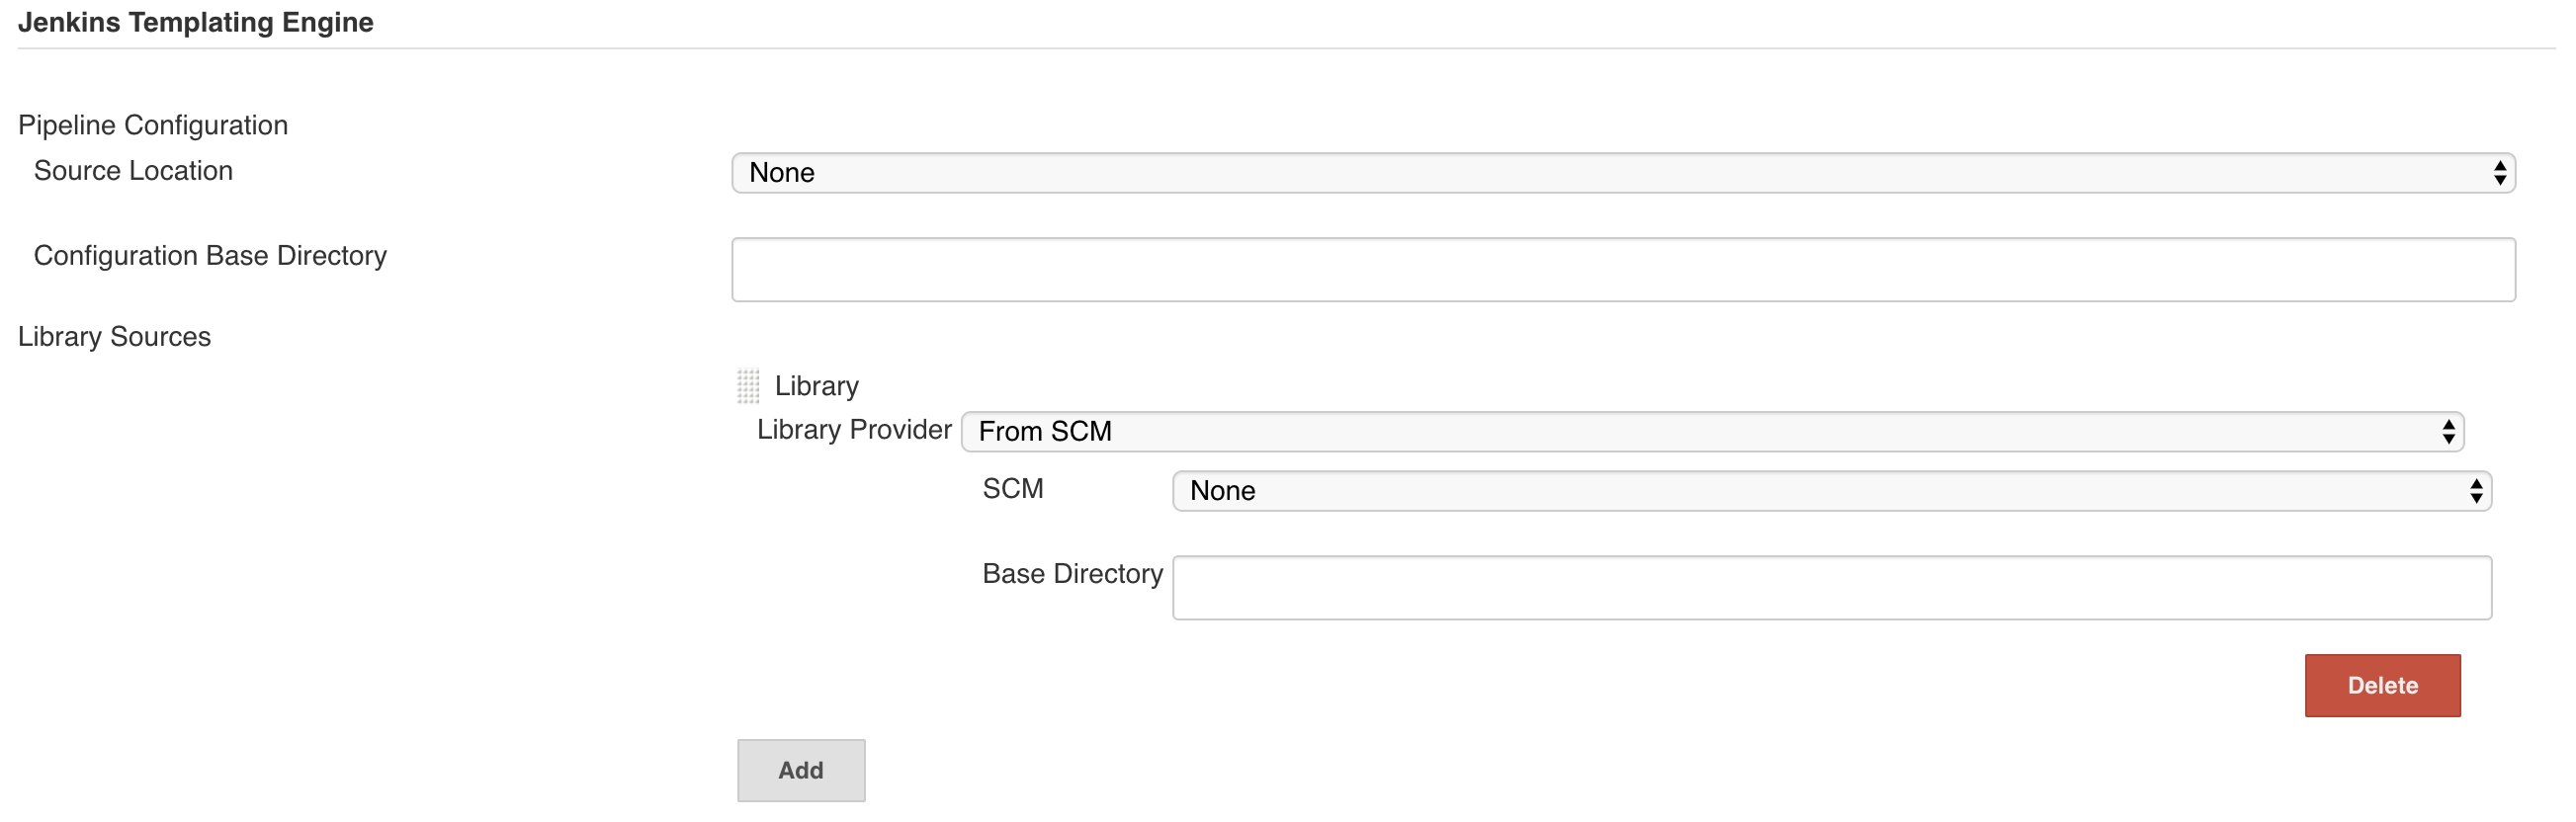 Jenkins Templating Engine
Pipeline Configuration
Source Location None
Configuration Base Directory
Library Sources
Library
Library Provider From SCM
SCM None
Base Directory
Delete
Add